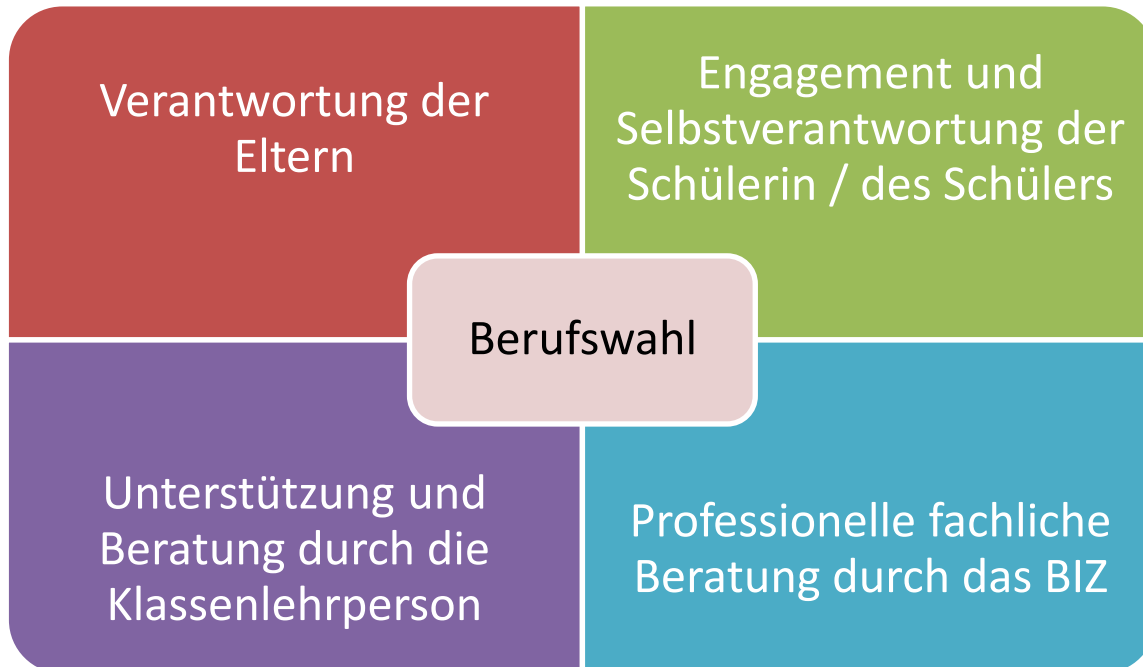 Verantwortung der
Eltern
Engagement und
Selbstverantwortung der
Schülerin / des Schülers
Berufswahl
Unterstützung und
Beratung durch die
Klassenlehrperson
Professionelle fachliche
Beratung durch das BIZ